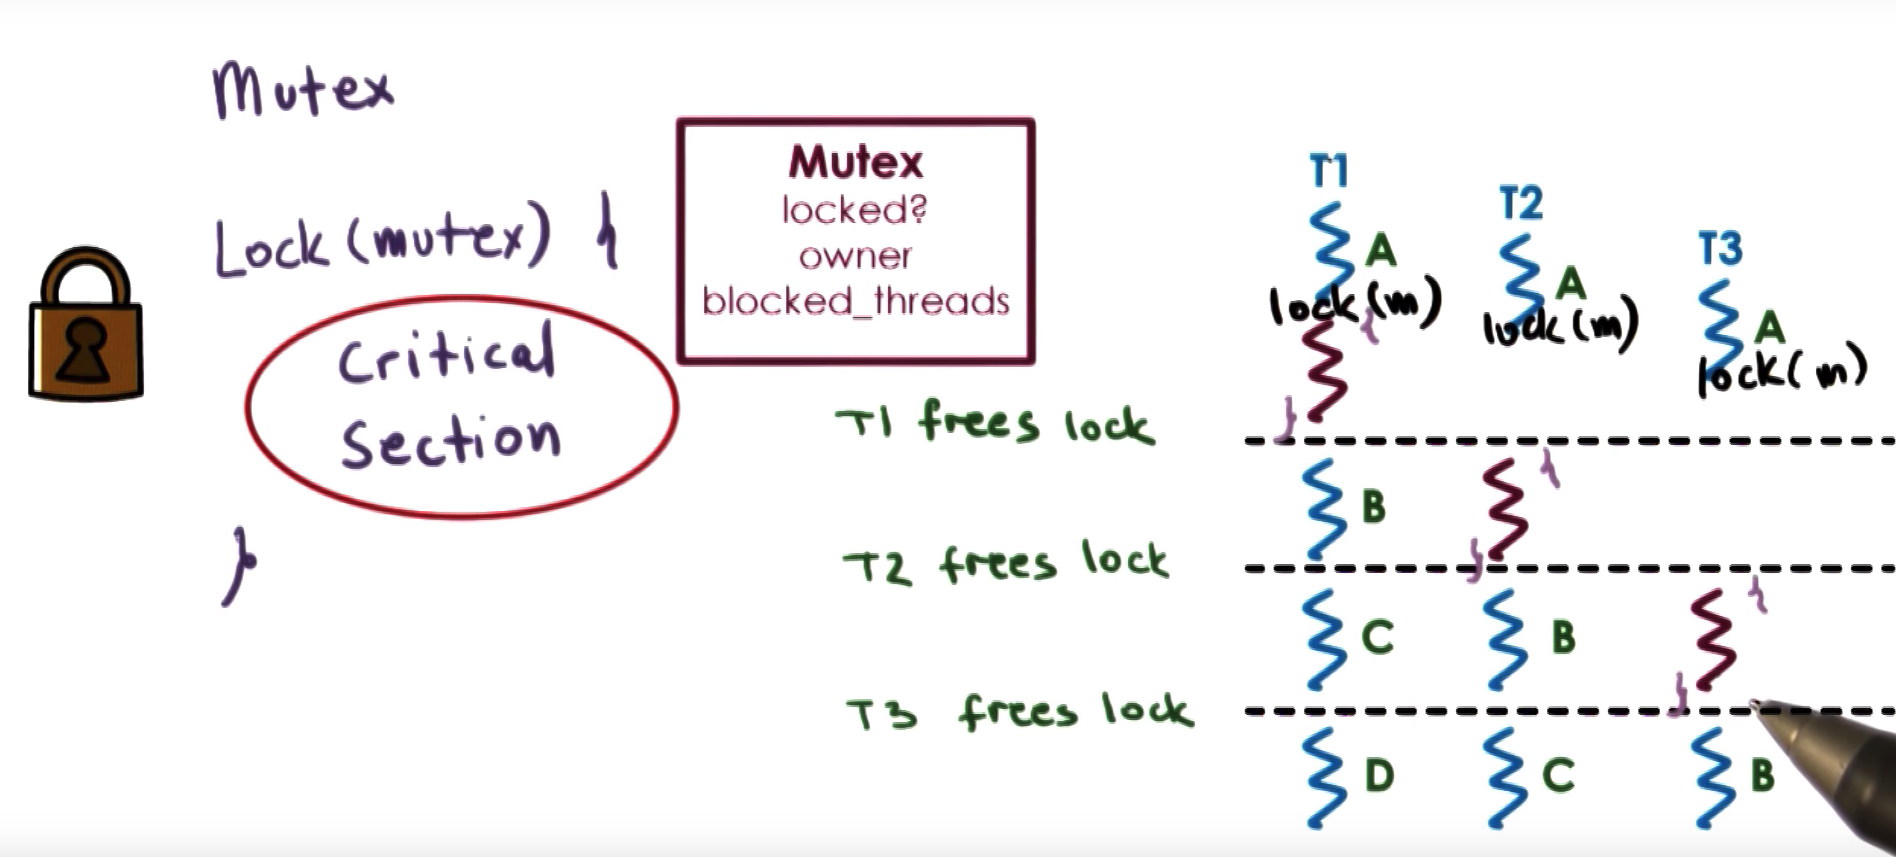 Mutex
Lock (mutex) {
Critical
Section
}
Mutex
locked?
owner
blocked_threads
T1
A
lock (m)
{
}
T2
A
lock (m)
T3
A
lock (m)
T1 frees lock
B
{
}
T2 frees lock
C
B
{
}
T3 frees lock
D
C
B